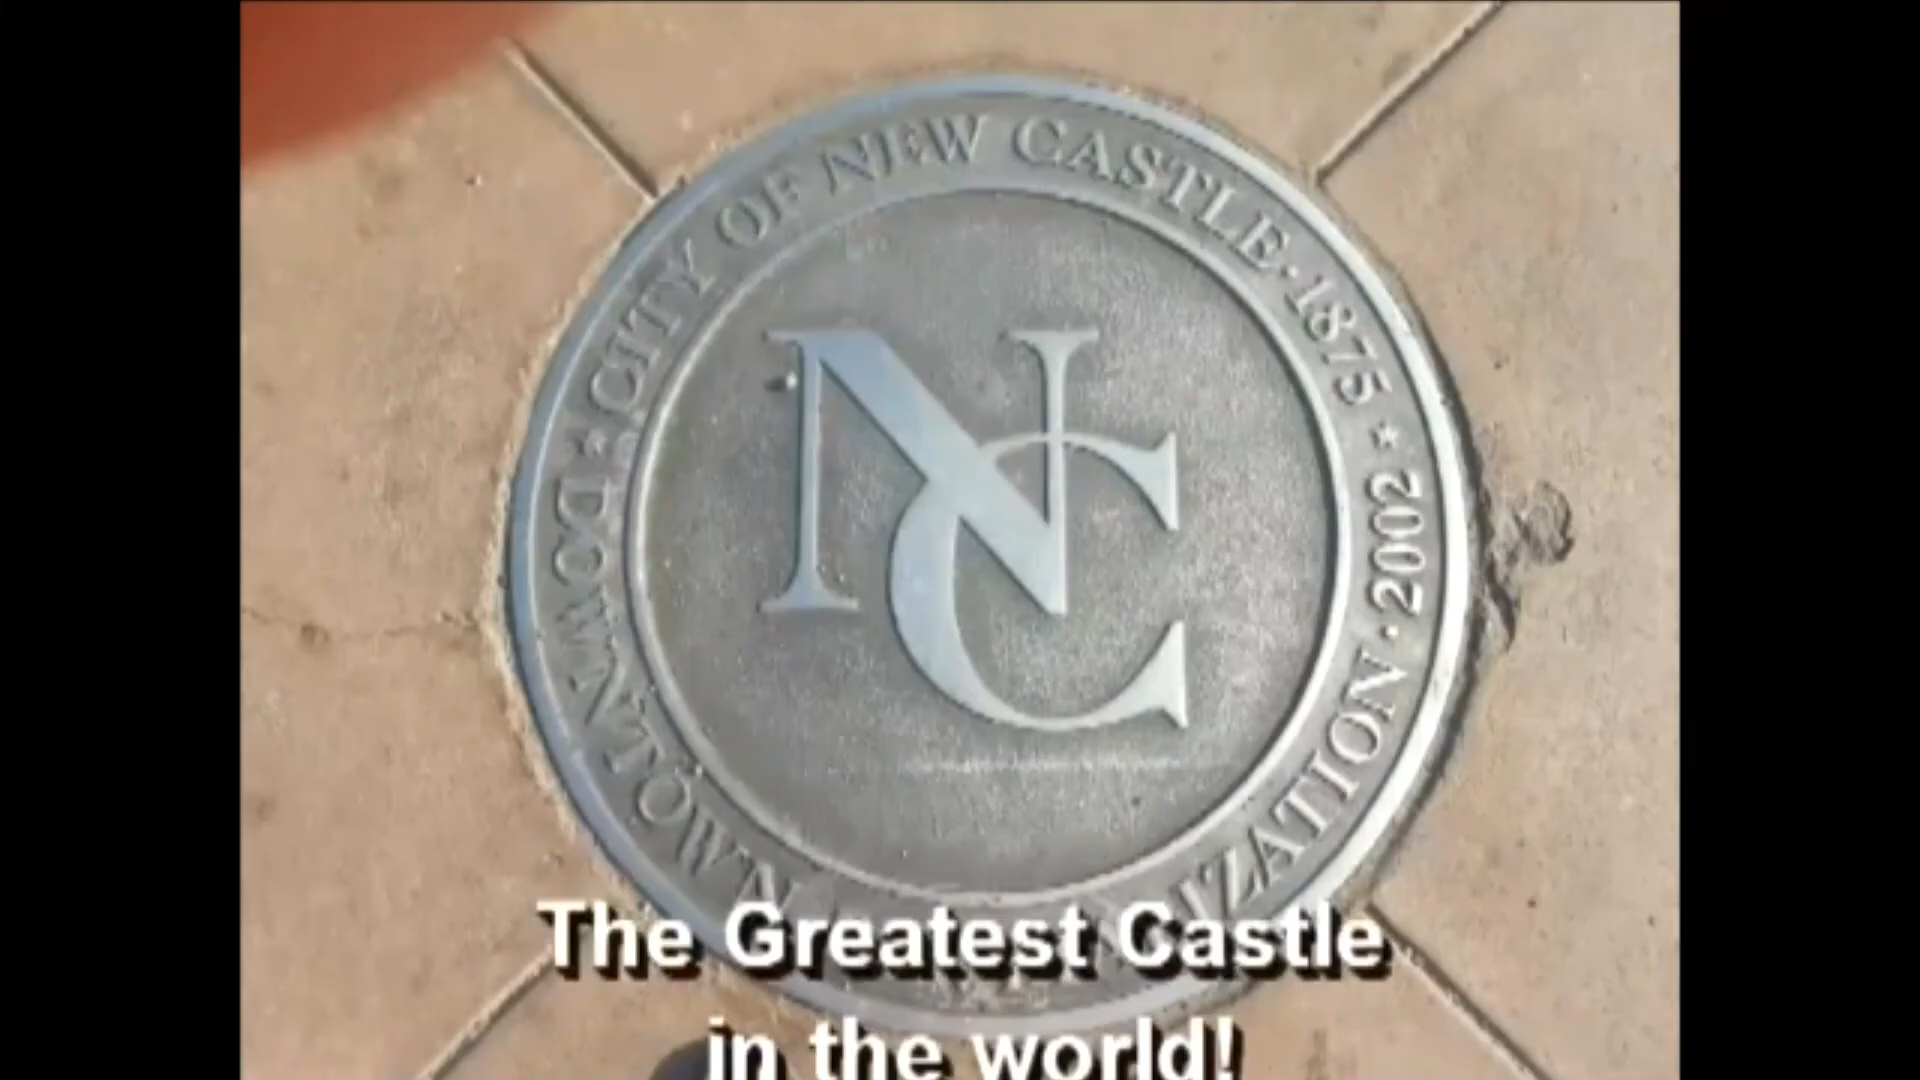 CITY OF NEW CASTLE · 1875
NC
DOWNTOWN
IZATION · 2002
The Greatest Castle
in the world!